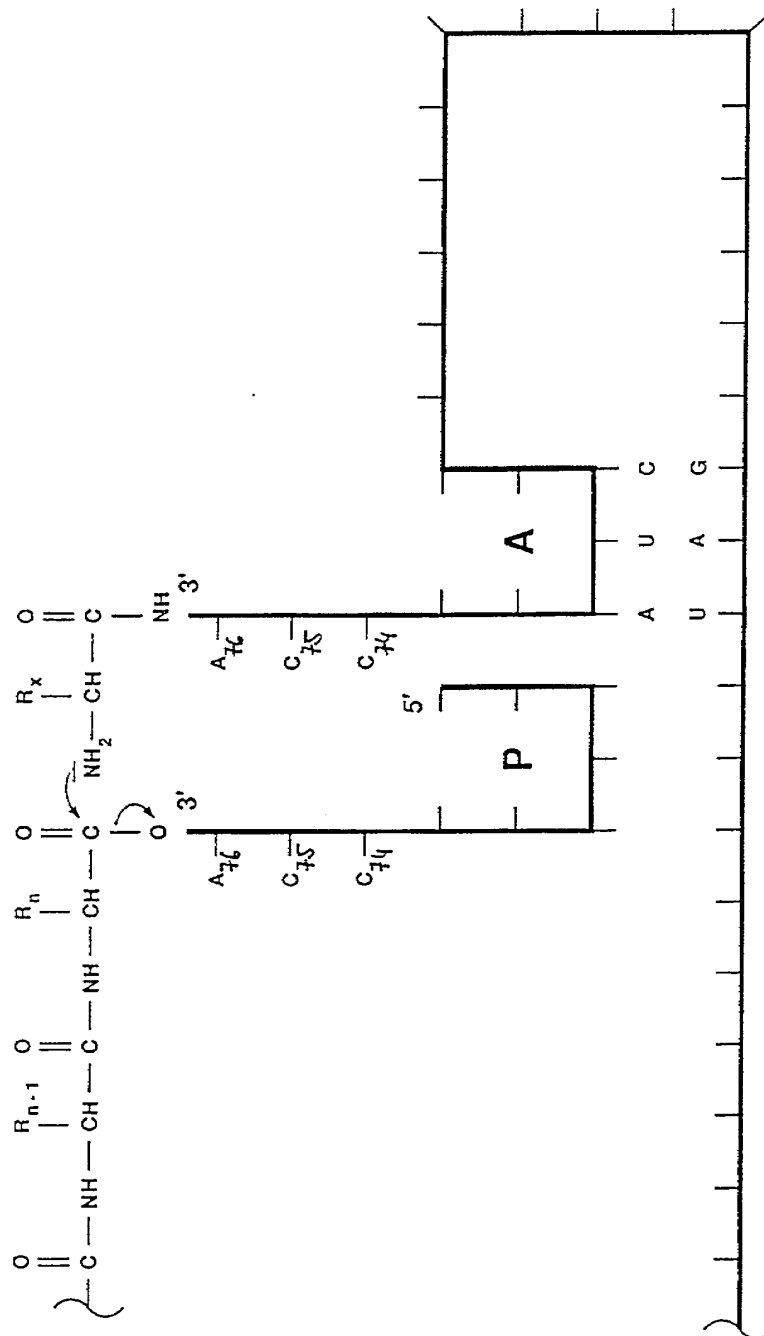 O R n-1 O R n O R x O
C — NH — CH — C — NH — CH — C NH2 — CH — C
O NH
3' 3'
A76 A76
C75 C75
C74 C74
5'
P A
A U C
U A G